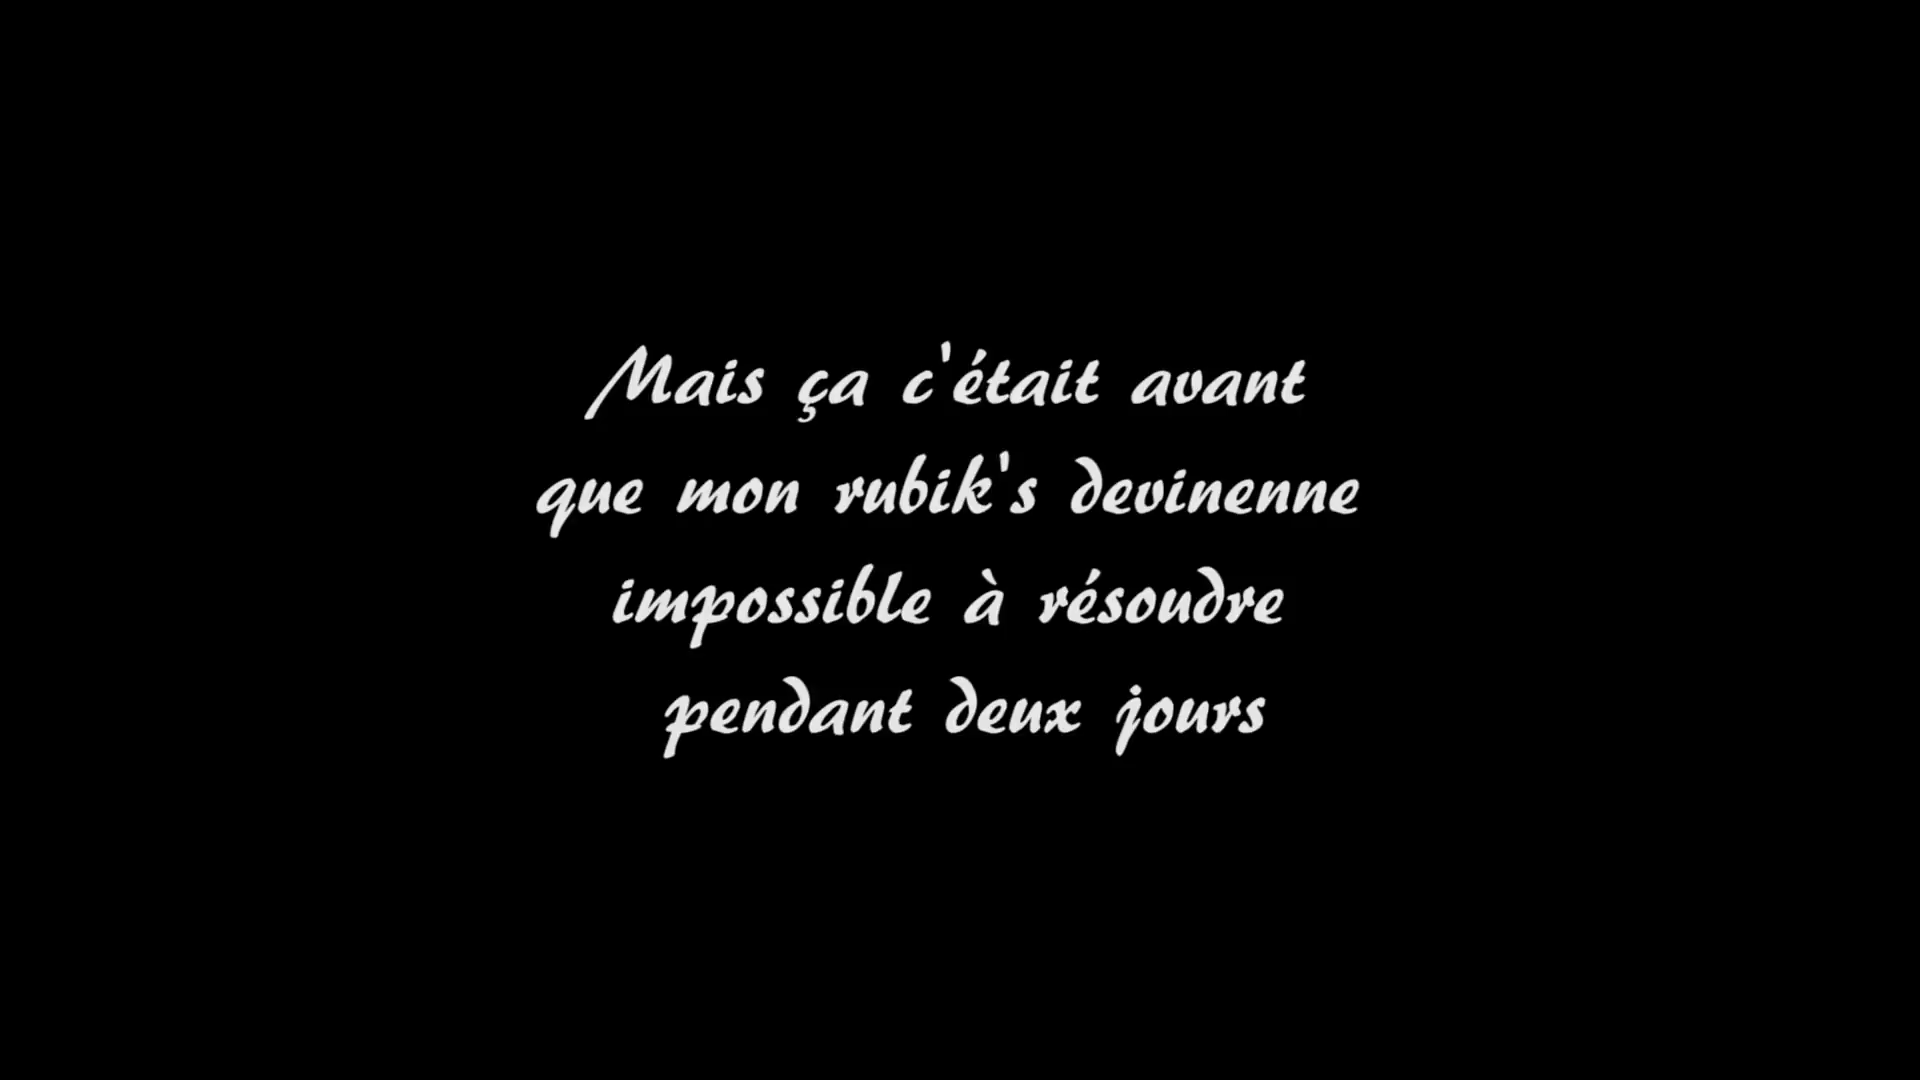 Mais ça c'était avant
que mon rubik's devinenne
impossible à résoudre
pendant deux jours